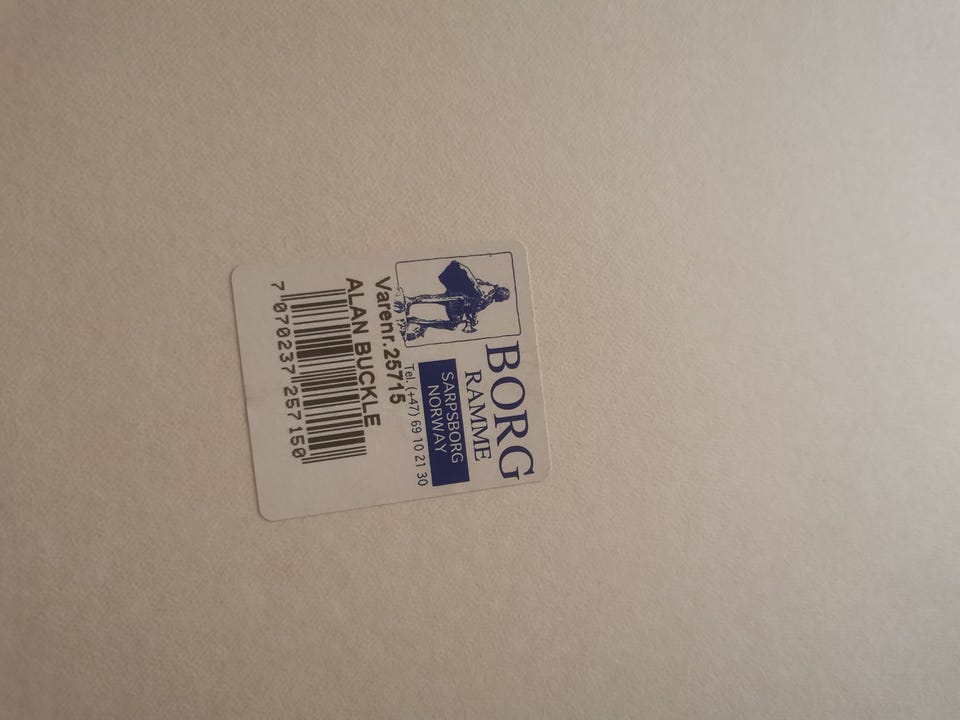 BORG
RAMME
SARPSBORG
NORWAY
Tel. (+47) 69 10 21 30
Varenr.25715
ALAN BUCKLE
7 070237 257150